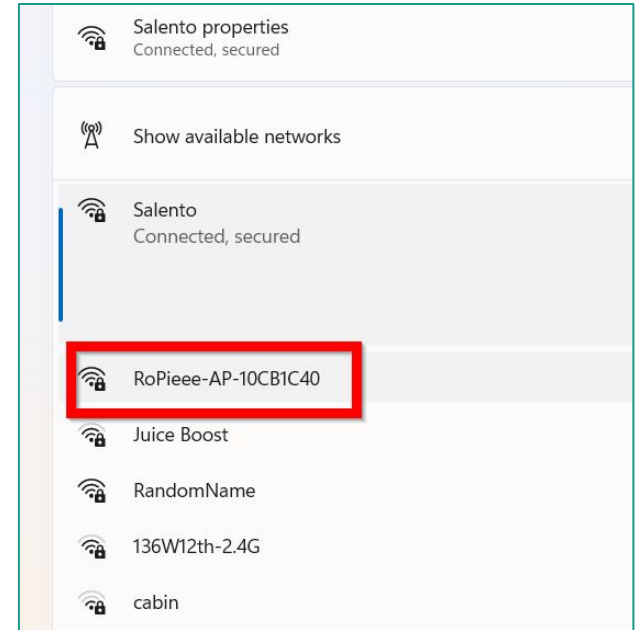 Salento properties
Connected, secured
Show available networks
Salento
Connected, secured
RoPieee-AP-10CB1C40
Juice Boost
RandomName
136W12th-2.4G
cabin